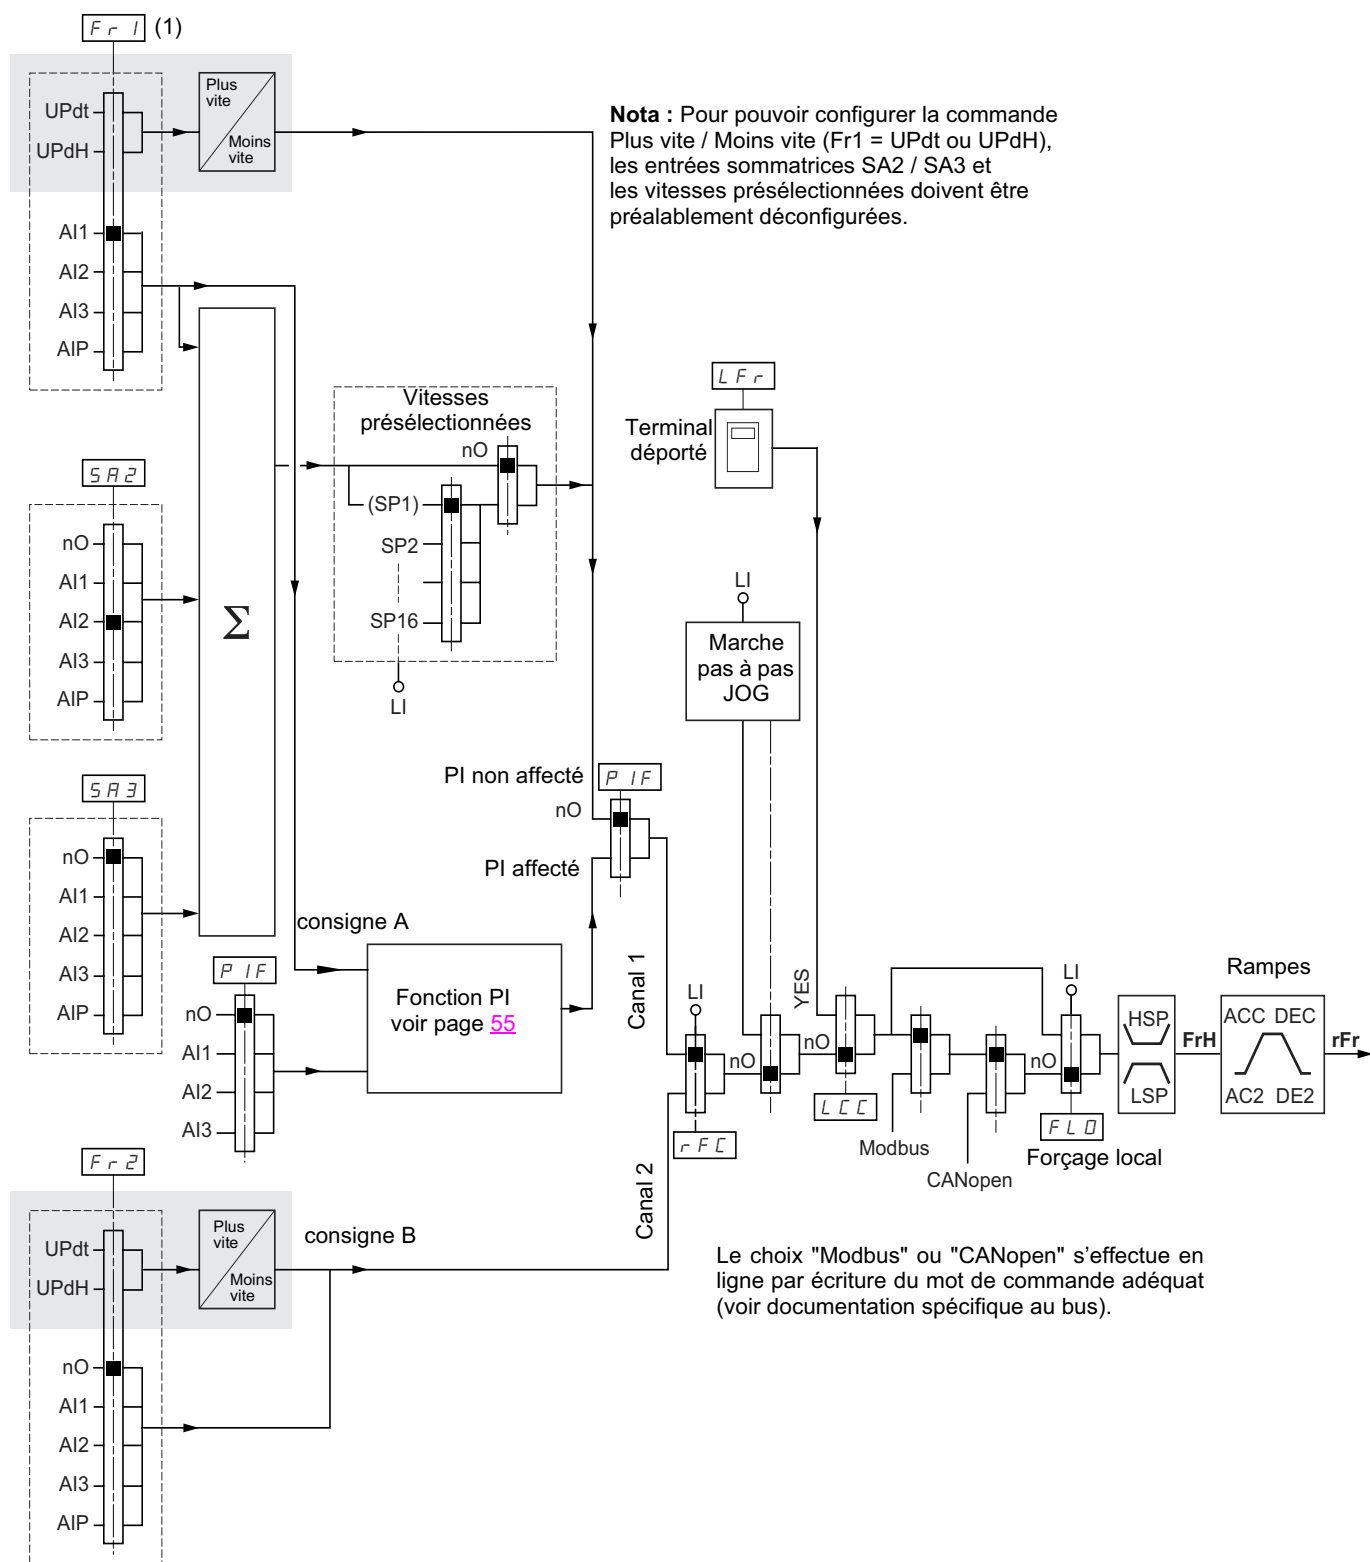 Fr1 (1)
UPdt
UPdH
AI1
AI2
AI3
AIP
Plus
vite
Moins
vite
Nota : Pour pouvoir configurer la commande
Plus vite / Moins vite (Fr1 = UPdt ou UPdH),
les entrées sommatrices SA2 / SA3 et
les vitesses présélectionnées doivent être
préalablement déconfigurées.
SA2
nO
AI1
AI2
AI3
AIP
Σ
Vitesses
présélectionnées
nO
(SP1)
SP2
SP16
LI
LFr
Terminal
déporté
LI
Marche
pas à pas
JOG
SA3
nO
AI1
AI2
AI3
AIP
PI non affecté PIF
nO
PI affecté
consigne A
PIF
nO
AI1
AI2
AI3
Fonction PI
voir page 55
Canal 1
LI
rFC
Canal 2
nO
YES
nO
LCC
Modbus
CANopen
nO
LI
FLO
Forçage local
HSP
LSP
FrH
Rampes
ACC DEC
AC2 DE2
rFr
Fr2
UPdt
UPdH
nO
AI1
AI2
AI3
AIP
Plus
vite
Moins
vite
consigne B
Le choix "Modbus" ou "CANopen" s’effectue en
ligne par écriture du mot de commande adéquat
(voir documentation spécifique au bus).